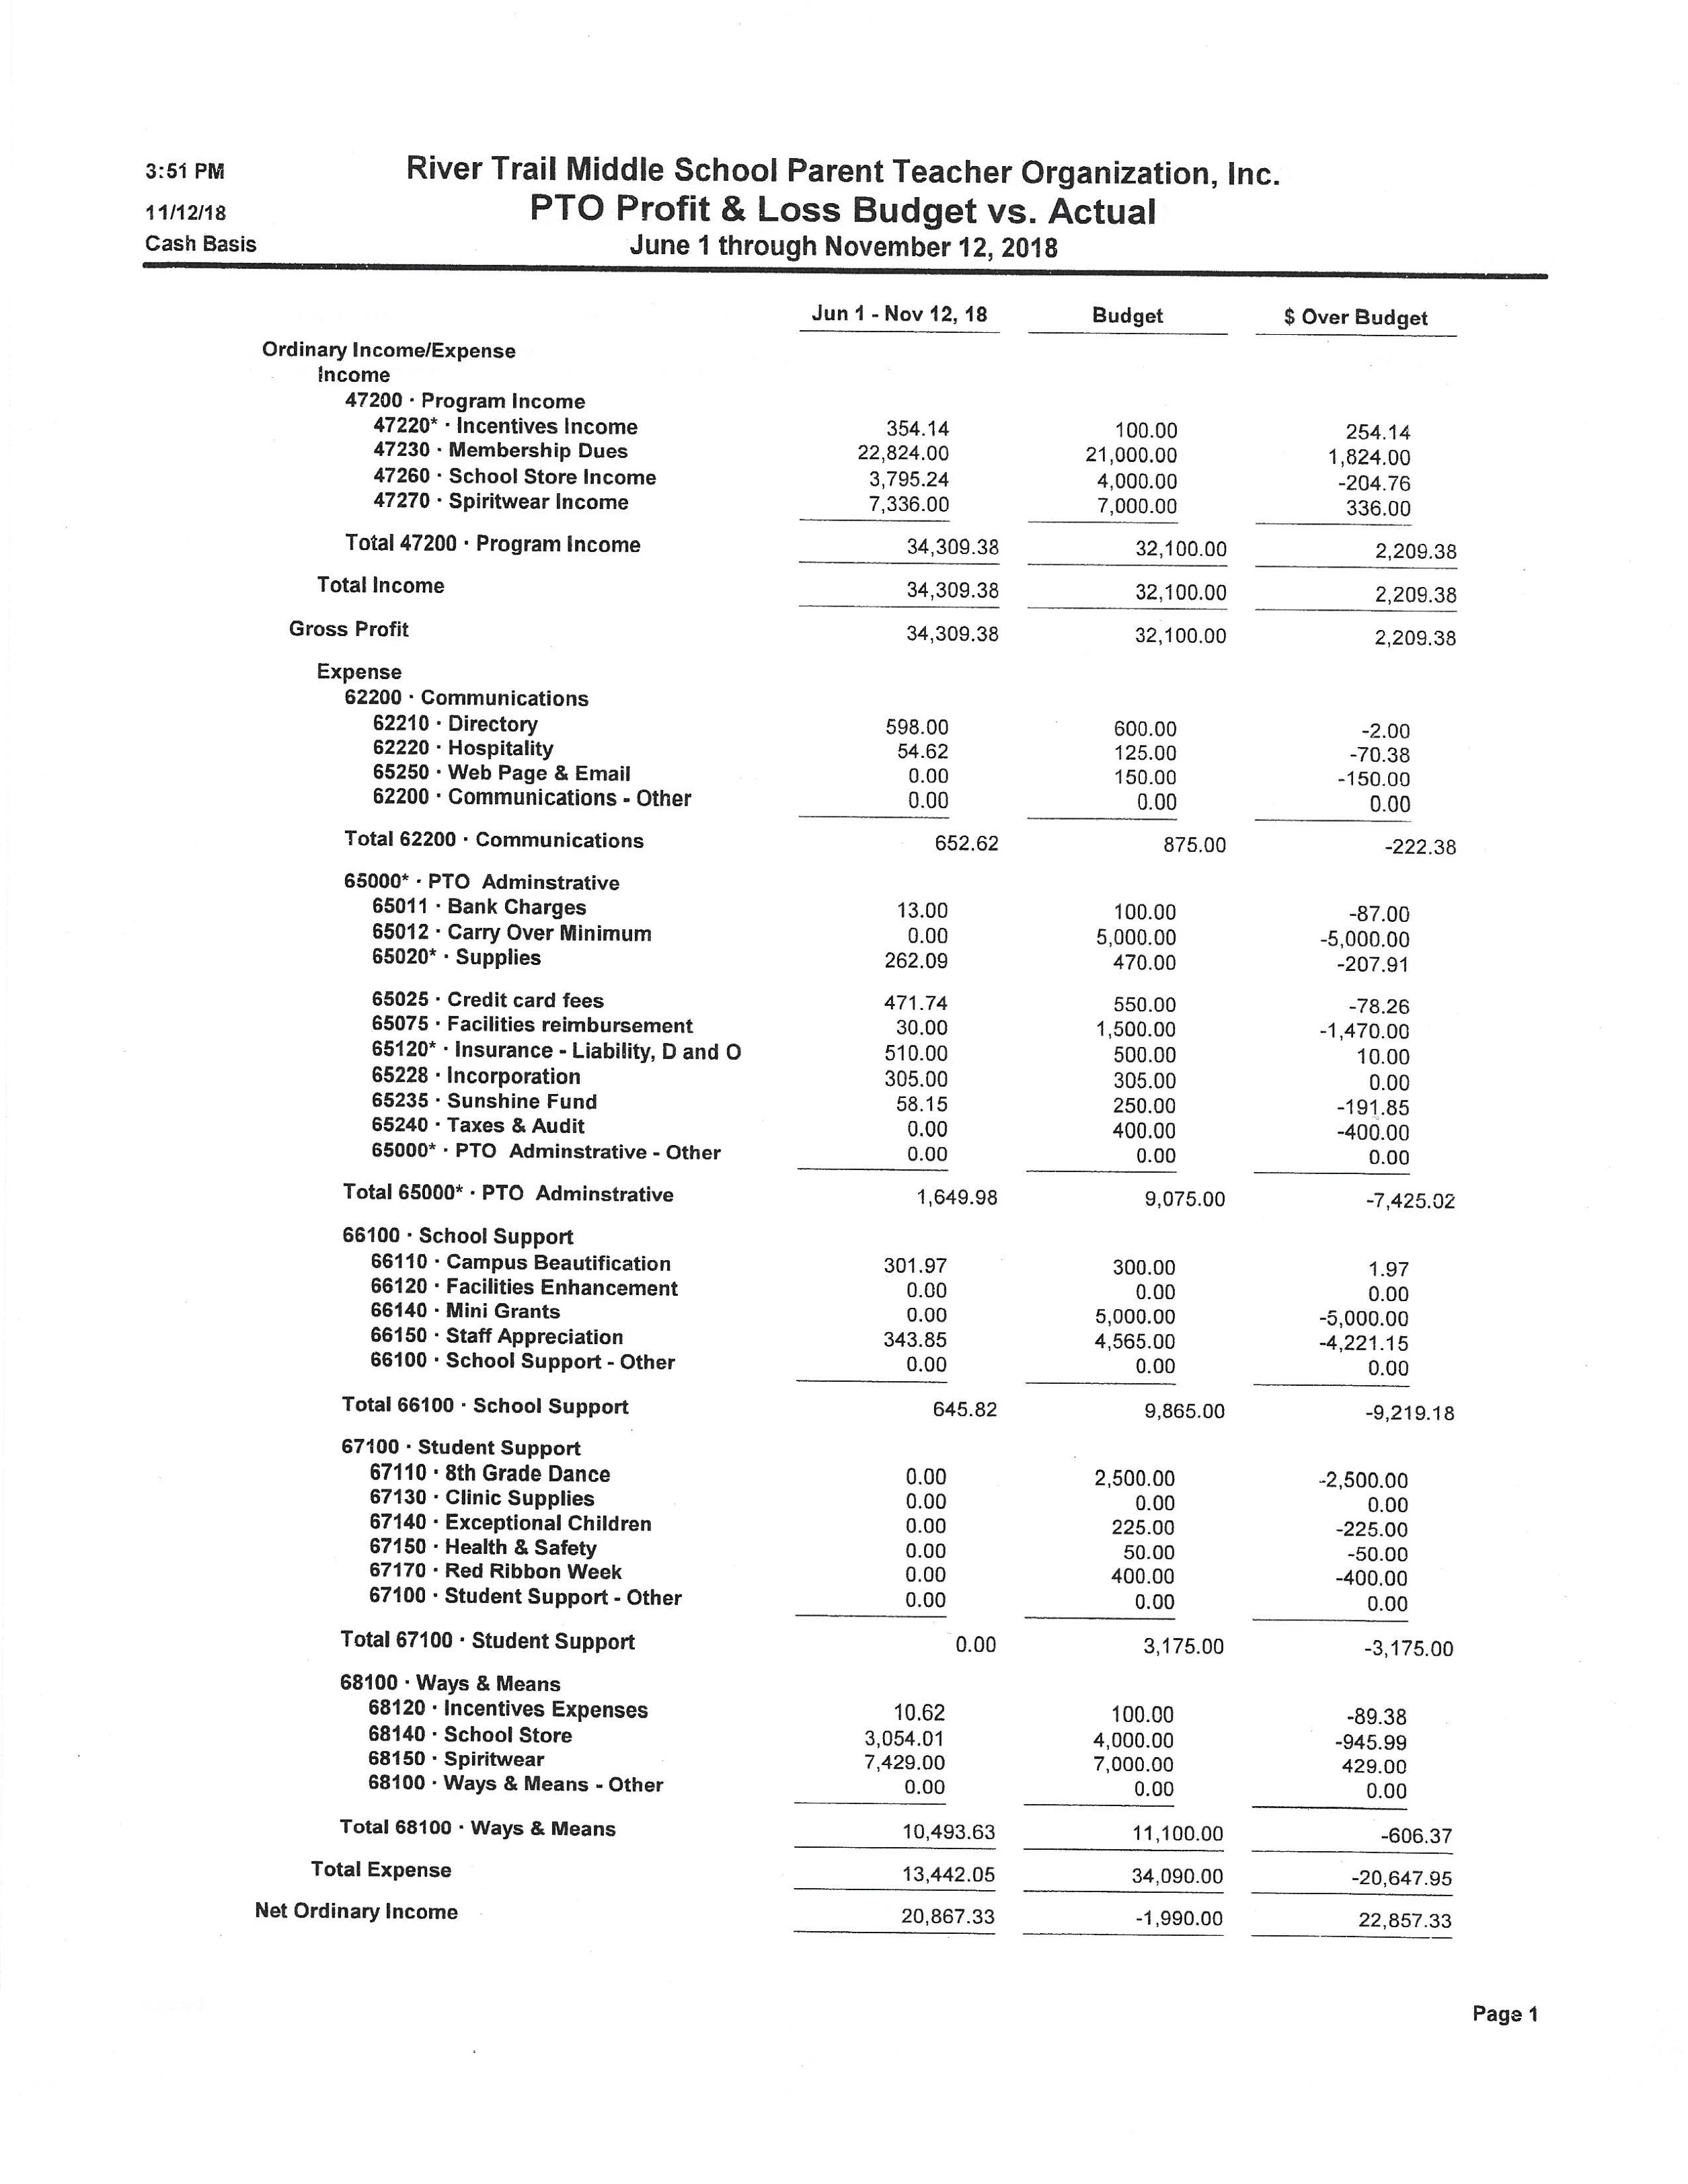 3:51 PM
River Trail Middle School Parent Teacher Organization, Inc.
11/12/18
PTO Profit & Loss Budget vs. Actual
Cash Basis
June 1 through November 12, 2018
Jun 1 - Nov 12, 18 Budget $ Over Budget
Ordinary Income/Expense
Income
47200 · Program Income
47220* · Incentives Income 354.14 100.00 254.14
47230 · Membership Dues 22,824.00 21,000.00 1,824.00
47260 · School Store Income 3,795.24 4,000.00 -204.76
47270 · Spiritwear Income 7,336.00 7,000.00 336.00
Total 47200 · Program Income 34,309.38 32,100.00 2,209.38
Total Income 34,309.38 32,100.00 2,209.38
Gross Profit 34,309.38 32,100.00 2,209.38
Expense
62200 · Communications
62210 · Directory 598.00 600.00 -2.00
62220 · Hospitality 54.62 125.00 -70.38
65250 · Web Page & Email 0.00 150.00 -150.00
62200 · Communications - Other 0.00 0.00 0.00
Total 62200 · Communications 652.62 875.00 -222.38
65000* · PTO Adminstrative
65011 · Bank Charges 13.00 100.00 -87.00
65012 · Carry Over Minimum 0.00 5,000.00 -5,000.00
65020* · Supplies 262.09 470.00 -207.91
65025 · Credit card fees 471.74 550.00 -78.26
65075 · Facilities reimbursement 30.00 1,500.00 -1,470.00
65120* · Insurance - Liability, D and O 510.00 500.00 10.00
65228 · Incorporation 305.00 305.00 0.00
65235 · Sunshine Fund 58.15 250.00 -191.85
65240 · Taxes & Audit 0.00 400.00 -400.00
65000* · PTO Adminstrative - Other 0.00 0.00 0.00
Total 65000* · PTO Adminstrative 1,649.98 9,075.00 -7,425.02
66100 · School Support
66110 · Campus Beautification 301.97 300.00 1.97
66120 · Facilities Enhancement 0.00 0.00 0.00
66140 · Mini Grants 0.00 5,000.00 -5,000.00
66150 · Staff Appreciation 343.85 4,565.00 -4,221.15
66100 · School Support - Other 0.00 0.00 0.00
Total 66100 · School Support 645.82 9,865.00 -9,219.18
67100 · Student Support
67110 · 8th Grade Dance 0.00 2,500.00 -2,500.00
67130 · Clinic Supplies 0.00 0.00 0.00
67140 · Exceptional Children 0.00 225.00 -225.00
67150 · Health & Safety 0.00 50.00 -50.00
67170 · Red Ribbon Week 0.00 400.00 -400.00
67100 · Student Support - Other 0.00 0.00 0.00
Total 67100 · Student Support 0.00 3,175.00 -3,175.00
68100 · Ways & Means
68120 · Incentives Expenses 10.62 100.00 -89.38
68140 · School Store 3,054.01 4,000.00 -945.99
68150 · Spiritwear 7,429.00 7,000.00 429.00
68100 · Ways & Means - Other 0.00 0.00 0.00
Total 68100 · Ways & Means 10,493.63 11,100.00 -606.37
Total Expense 13,442.05 34,090.00 -20,647.95
Net Ordinary Income 20,867.33 -1,990.00 22,857.33
Page 1